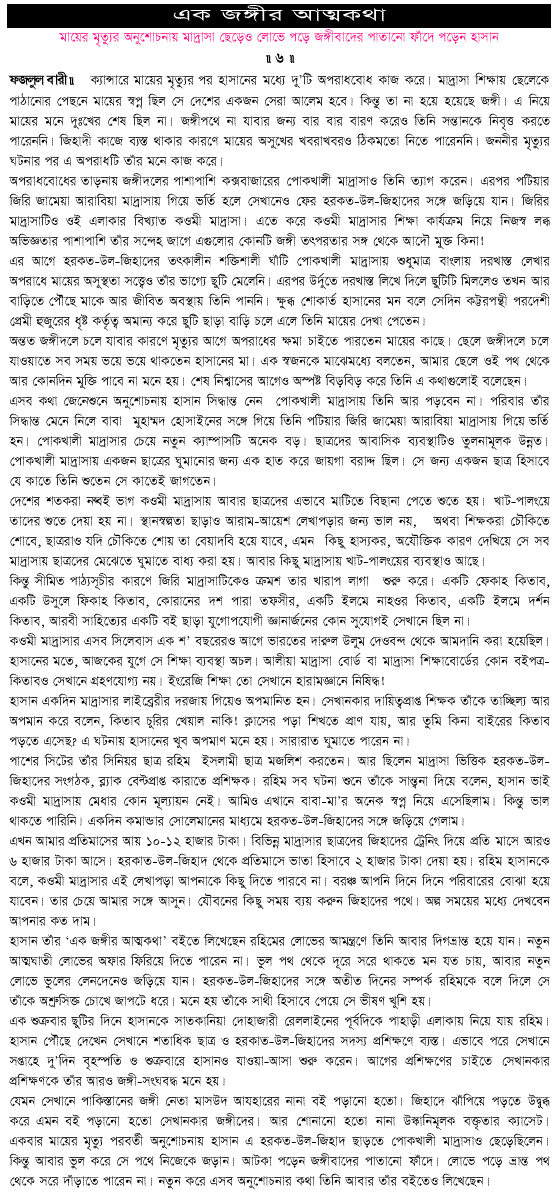 এক জঙ্গীর আত্মকথা
মায়ের মৃত্যুর অনুশোচনায় মাদ্রাসা ছেড়েও লোভে পড়ে জঙ্গীবাদের পাতানো ফাঁদে পড়েন হাসান
॥ ৬ ॥
ফজলুল বারী॥ ক্যান্সারে মায়ের মৃত্যুর পর হাসানের মধ্যে দু'টি অপরাধবোধ কাজ করে। মাদ্রাসা শিক্ষায় ছেলেকে
পাঠানোর পেছনে মায়ের স্বপ্ন ছিল সে দেশের একজন সেরা আলেম হবে। কিন্তু তা না হয়ে হয়েছে জঙ্গী। এ নিয়ে
মায়ের মনে দুঃখের শেষ ছিল না। জঙ্গীপথে না যাবার জন্য বার বার বারণ করেও তিনি সন্তানকে নিবৃত্ত করতে
পারেননি। জিহাদী কাজে ব্যস্ত থাকার কারণে মায়ের অসুখের খবরাখবরও ঠিকমতো নিতে পারেননি। জননীর মৃত্যুর
ঘটনার পর এ অপরাধটি তাঁর মনে কাজ করে।
অপরাধবোধের তাড়নায় জঙ্গীদলের পাশাপাশি কক্সবাজারের পোকখালী মাদ্রাসাও তিনি ত্যাগ করেন। এরপর পটিয়ার
জিরি জামেয়া আরাবিয়া মাদ্রাসায় গিয়ে ভর্তি হলে সেখানেও ফের হরকত-উল-জিহাদের সঙ্গে জড়িয়ে যান। জিরির
মাদ্রাসাটিও ওই এলাকার বিখ্যাত কওমী মাদ্রাসা। এতে করে কওমী মাদ্রাসার শিক্ষা কার্যক্রম নিয়ে নিজস্ব লব্ধ
অভিজ্ঞতার পাশাপাশি তাঁর সন্দেহ জাগে এগুলোর কোনটি জঙ্গী তৎপরতার সঙ্গ থেকে আদৌ মুক্ত কিনা!
এর আগে হরকত-উল-জিহাদের তৎকালীন শক্তিশালী ঘাঁটি পোকখালী মাদ্রাসায় শুধুমাত্র বাংলায় দরখাস্ত লেখার
অপরাধে মায়ের অসুস্থতা সত্ত্বেও তাঁর ভাগ্যে ছুটি মেলেনি। এরপর উর্দুতে দরখাস্ত লিখে দিলে ছুটিটি মিললেও তখন আর
বাড়িতে পৌঁছে মাকে আর জীবিত অবস্থায় তিনি পাননি। ক্ষুব্ধ শোকার্ত হাসানের মন বলে সেদিন কট্টরপন্থী পরদেশী
প্রেমী হুজুরের ধৃষ্ট কর্তৃত্ব অমান্য করে ছুটি ছাড়া বাড়ি চলে এলে তিনি মায়ের দেখা পেতেন।
অন্তত জঙ্গীদলে চলে যাবার কারণে মৃত্যুর আগে অপরাধের ক্ষমা চাইতে পারতেন মায়ের কাছে। ছেলে জঙ্গীদলে চলে
যাওয়াতে সব সময় ভয়ে ভয়ে থাকতেন হাসানের মা। এক স্বজনকে মাঝেমধ্যে বলতেন, আমার ছেলে ওই পথ থেকে
আর কোনদিন মুক্তি পাবে না মনে হয়। শেষ নিশ্বাসের আগেও অস্পষ্ট বিড়বিড় করে তিনি এ কথাগুলোই বলেছেন।
এসব কথা জেনেশুনে অনুশোচনায় হাসান সিদ্ধান্ত নেন পোকখালী মাদ্রাসায় তিনি আর পড়বেন না। পরিবার তাঁর
সিদ্ধান্ত মেনে নিলে বাবা মুহাম্মদ হোসাইনের সঙ্গে গিয়ে তিনি পটিয়ার জিরি জামেয়া আরাবিয়া মাদ্রাসায় গিয়ে ভর্তি
হন। পোকখালী মাদ্রাসার চেয়ে নতুন ক্যাম্পাসটি অনেক বড়। ছাত্রদের আবাসিক ব্যবস্থাটিও তুলনামূলক উন্নত।
পোকখালী মাদ্রাসায় একজন ছাত্রের ঘুমানোর জন্য এক হাত করে জায়গা বরাদ্দ ছিল। সে জন্য একজন ছাত্র হিসাবে
যে কাতে তিনি শুতেন সে কাতেই জাগতেন।
দেশের শতকরা নব্বই ভাগ কওমী মাদ্রাসায় আবার ছাত্রদের এভাবে মাটিতে বিছানা পেতে শুতে হয়। খাট-পালংয়ে
তাদের শুতে দেয়া হয় না। স্থানস্বল্পতা ছাড়াও আরাম-আয়েশ লেখাপড়ার জন্য ভাল নয়, অথবা শিক্ষকরা চৌকিতে
শোবে, ছাত্ররাও যদি চৌকিতে শোয় তা বেয়াদবি হয়ে যাবে, এমন কিছু হাস্যকর, অযৌক্তিক কারণ দেখিয়ে সে সব
মাদ্রাসায় ছাত্রদের মেঝেতে ঘুমাতে বাধ্য করা হয়। আবার কিছু মাদ্রাসায় খাট-পালংয়ের ব্যবস্থাও আছে।
কিন্তু সীমিত পাঠ্যসূচীর কারণে জিরি মাদ্রাসাটিকেও ক্রমশ তার খারাপ লাগা শুরু করে। একটি ফেকাহ কিতাব,
একটি উসুলে ফিকাহ কিতাব, কোরানের দশ পারা তফসীর, একটি ইলমে নাহওর কিতাব, একটি ইলমে দর্শন
কিতাব, আরবী সাহিত্যের একটি বই ছাড়া যুগোপযোগী জ্ঞানার্জনের কোন সুযোগই সেখানে ছিল না।
কওমী মাদ্রাসার এসব সিলেবাস এক শ' বছরেরও আগে ভারতের দারুল উলুম দেওবন্দ থেকে আমদানি করা হয়েছিল।
হাসানের মতে, আজকের যুগে সে শিক্ষা ব্যবস্থা অচল। আলীয়া মাদ্রাসা বোর্ড বা মাদ্রাসা শিক্ষাবোর্ডের কোন বইপত্র-
কিতাবও সেখানে গ্রহণযোগ্য নয়। ইংরেজি শিক্ষা তো সেখানে হারামজ্ঞানে নিষিদ্ধ!
হাসান একদিন মাদ্রাসার লাইব্রেরীর দরজায় গিয়েও অপমানিত হন। সেখানকার দায়িত্বপ্রাপ্ত শিক্ষক তাঁকে তাচ্ছিল্য আর
অপমান করে বলেন, কিতাব চুরির খেয়াল নাকি! ক্লাসের পড়া শিখতে প্রাণ যায়, আর তুমি কিনা বাইরের কিতাব
পড়তে এসেছ? এ ঘটনায় হাসানের খুব অপমাণ মনে হয়। সারারাত ঘুমাতে পারেন না।
পাশের সিটের তাঁর সিনিয়র ছাত্র রহিম ইসলামী ছাত্র মজলিশ করতেন। আর ছিলেন মাদ্রাসা ভিত্তিক হরকত-উল-
জিহাদের সংগঠক, ব্ল্যাক বেল্টপ্রাপ্ত কারাতে প্রশিক্ষক। রহিম সব ঘটনা শুনে তাঁকে সান্ত্বনা দিয়ে বলেন, হাসান ভাই
কওমী মাদ্রাসায় মেধার কোন মূল্যায়ন নেই। আমিও এখানে বাবা-মা'র অনেক স্বপ্ন নিয়ে এসেছিলাম। কিন্তু ভাল
থাকতে পারিনি। একদিন কমান্ডার সোলেমানের মাধ্যমে হরকত-উল-জিহাদের সঙ্গে জড়িয়ে গেলাম।
এখন আমার প্রতিমাসের আয় ১০-১২ হাজার টাকা। বিভিন্ন মাদ্রাসার ছাত্রদের জিহাদের ট্রেনিং দিয়ে প্রতি মাসে আরও
৬ হাজার টাকা আসে। হরকাত-উল-জিহাদ থেকে প্রতিমাসে ভাতা হিসাবে ২ হাজার টাকা দেয়া হয়। রহিম হাসানকে
বলে, কওমী মাদ্রাসার এই লেখাপড়া আপনাকে কিছু দিতে পারবে না। বরঞ্চ আপনি দিনে দিনে পরিবারের বোঝা হয়ে
যাবেন। তার চেয়ে আমার সঙ্গে আসুন। যৌবনের কিছু সময় ব্যয় করুন জিহাদের পথে। অল্প সময়ের মধ্যে দেখবেন
আপনার কত দাম।
হাসান তাঁর 'এক জঙ্গীর আত্মকথা' বইতে লিখেছেন রহিমের লোভের আমন্ত্রণে তিনি আবার দিগভ্রান্ত হয়ে যান। নতুন
আত্মঘাতী লোভের অফার ফিরিয়ে দিতে পারেন না। ভুল পথ থেকে দূরে সরে থাকতে মন যত চায়, আবার নতুন
লোভে ভুলের লেনদেনেও জড়িয়ে যান। হরকত-উল-জিহাদের সঙ্গে অতীত দিনের সম্পর্ক রহিমকে বলে দিলে সে
তাঁকে অশ্রুসিক্ত চোখে জাপটে ধরে। মনে হয় তাঁকে সাথী হিসাবে পেয়ে সে ভীষণ খুশি হয়।
এক শুক্রবার ছুটির দিনে হাসানকে সাতকানিয়া দোহাজারী রেললাইনের পূর্বদিকে পাহাড়ী এলাকায় নিয়ে যায় রহিম।
হাসান পৌঁছে দেখেন সেখানে শতাধিক ছাত্র ও হরকাত-উল-জিহাদের সদস্য প্রশিক্ষণে ব্যস্ত। এভাবে পরে সেখানে
সপ্তাহে দু'দিন বৃহস্পতি ও শুক্রবারে হাসানও যাওয়া-আসা শুরু করেন। আগের প্রশিক্ষণের চাইতে সেখানকার
প্রশিক্ষণকে তাঁর আরও জঙ্গী-সংঘবদ্ধ মনে হয়।
যেমন সেখানে পাকিস্তানের জঙ্গী নেতা মাসউদ আযহারের নানা বই পড়ানো হতো। জিহাদে ঝাঁপিয়ে পড়তে উদ্বুদ্ধ
করে এমন বই পড়ানো হতো সেখানকার জঙ্গীদের। আর শোনানো হতো নানা উস্কানিমূলক বক্তৃতার ক্যাসেট।
একবার মায়ের মৃত্যু পরবর্তী অনুশোচনায় হাসান এ হরকত-উল-জিহাদ ছাড়তে পোকখালী মাদ্রাসাও ছেড়েছিলেন।
কিন্তু আবার ভুল করে সে পথে নিজেকে জড়ান। আটকা পড়েন জঙ্গীবাদের পাতানো ফাঁদে। লোভে পড়ে ভ্রান্ত পথ
থেকে সরে দাঁড়াতে পারেন না। নতুন করে এসব অনুশোচনার কথা তিনি আবার তাঁর বইতেও লিখেছেন।